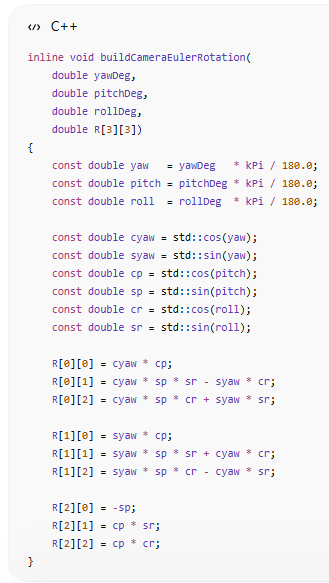 </> C++
inline void buildCameraEulerRotation(
    double yawDeg,
    double pitchDeg,
    double rollDeg,
    double R[3][3])
{
    const double yaw   = yawDeg   * kPi / 180.0;
    const double pitch = pitchDeg * kPi / 180.0;
    const double roll  = rollDeg  * kPi / 180.0;

    const double cyaw = std::cos(yaw);
    const double syaw = std::sin(yaw);
    const double cp = std::cos(pitch);
    const double sp = std::sin(pitch);
    const double cr = std::cos(roll);
    const double sr = std::sin(roll);

    R[0][0] = cyaw * cp;
    R[0][1] = cyaw * sp * sr - syaw * cr;
    R[0][2] = cyaw * sp * cr + syaw * sr;

    R[1][0] = syaw * cp;
    R[1][1] = syaw * sp * sr + cyaw * cr;
    R[1][2] = syaw * sp * cr - cyaw * sr;

    R[2][0] = -sp;
    R[2][1] = cp * sr;
    R[2][2] = cp * cr;
}